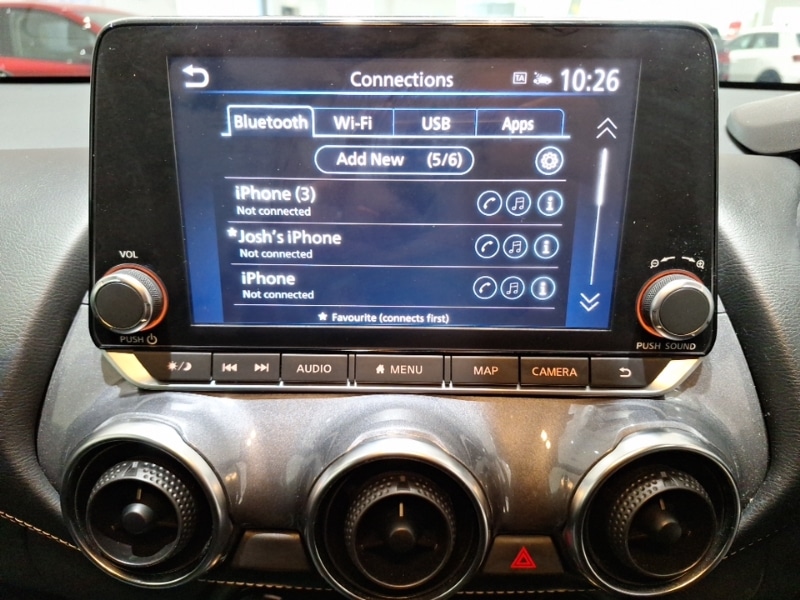 Connections TA 10:26
Bluetooth Wi-Fi USB Apps
Add New (5/6)
iPhone (3)
Not connected
Josh's iPhone
Not connected
iPhone
Not connected
Favourite (connects first)
VOL
PUSH
PUSH SOUND
AUDIO MENU MAP CAMERA